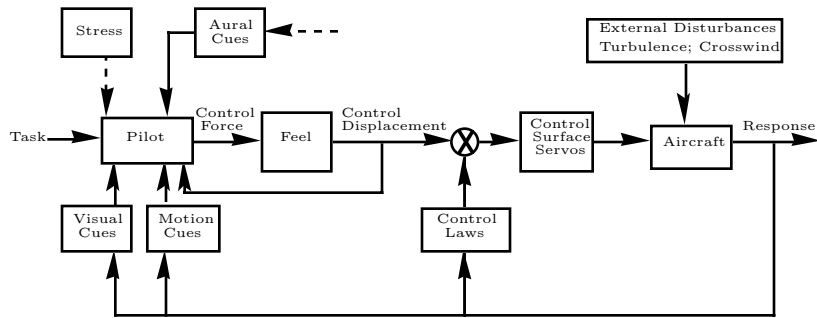 Stress
Aural
Cues
External Disturbances
Turbulence; Crosswind
Task
Pilot
Control
Force
Feel
Control
Displacement
X
Control
Surface
Servos
Aircraft
Response
Visual
Cues
Motion
Cues
Control
Laws